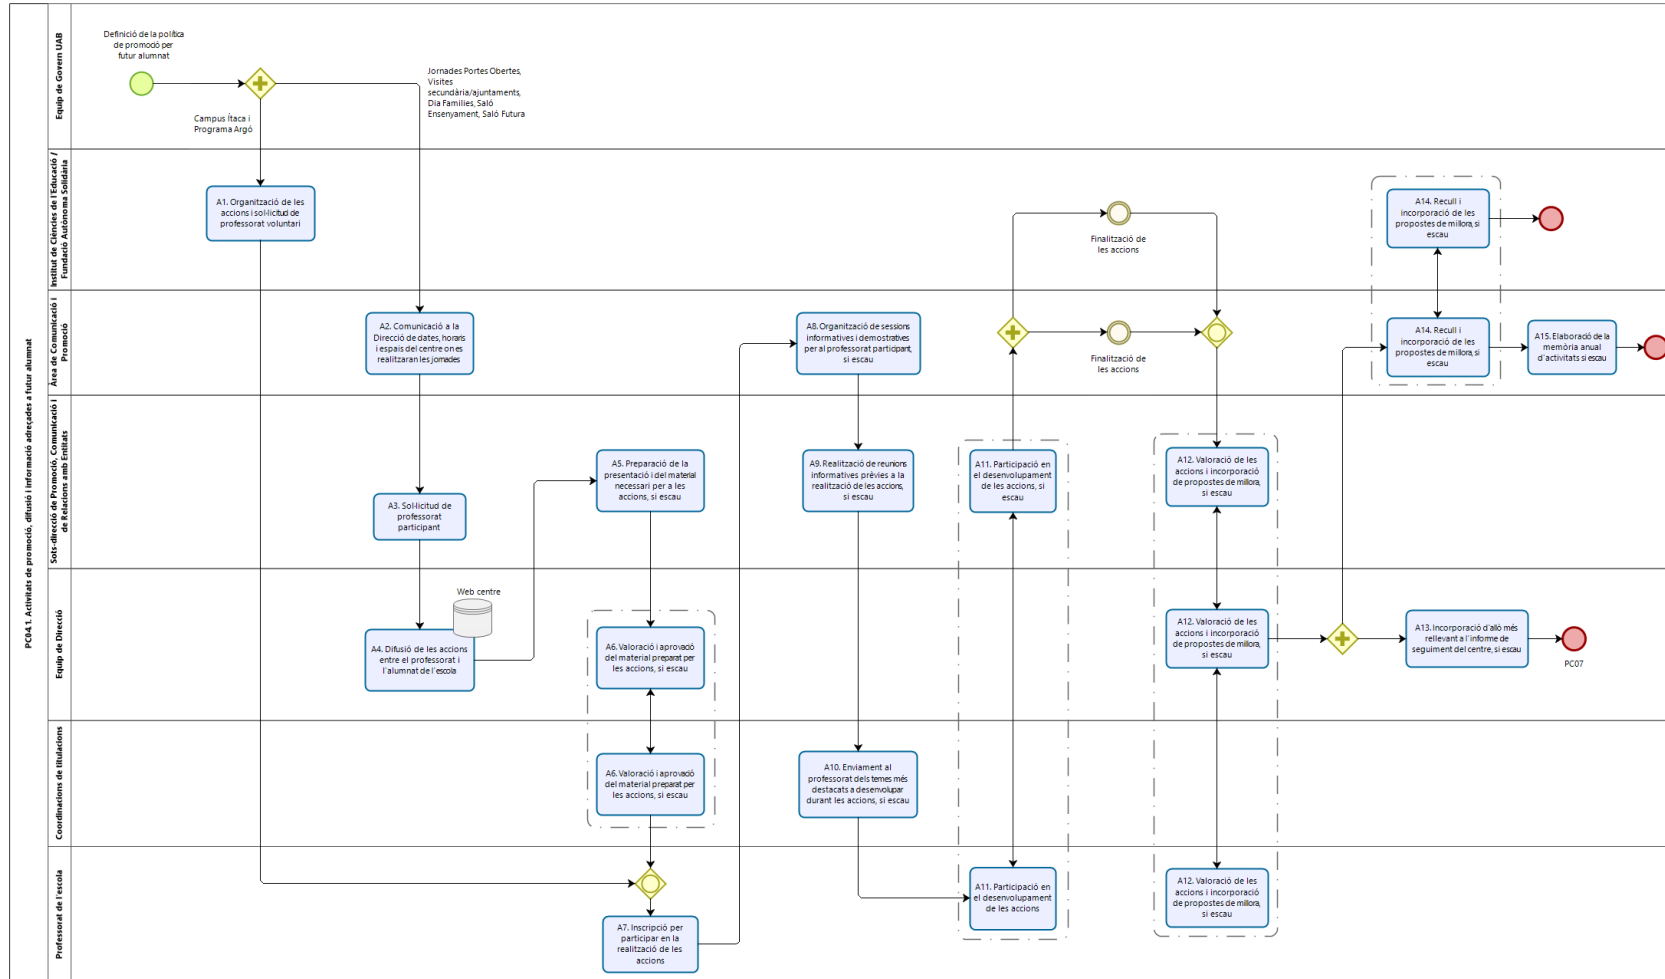 PC04.1. Activitats de promoció, difusió i informació adreçades a futur alumnat
Equip de Govern UAB
Definició de la política
de promoció per
futur alumnat
Campus Ítaca i
Programa Argó
Jornades Portes Obertes,
Visites
secundària/ajuntaments,
Dia Famílies, Saló
Ensenyament, Saló Futura
Institut de Ciències de l'Educació /
Fundació Autònoma Solidària
A1. Organització de les
accions i sol·licitud de
professorat voluntari
Finalització de
les accions
A14. Recull i
incorporació de les
propostes de millora, si
escau
Àrea de Comunicació i
Promoció
A2. Comunicació a la
Direcció de dates, horaris
i espais del centre on es
realitzaran les jornades
A8. Organització de sessions
informatives i demostratives
per al professorat participant,
si escau
Finalització de
les accions
A14. Recull i
incorporació de les
propostes de millora, si
escau
A15. Elaboració de la
memòria anual
d'activitats si escau
Sots-direcció de Promoció, Comunicació i
de Relacions amb Entitats
A3. Sol·licitud de
professorat
participant
A5. Preparació de la
presentació i del material
necessari per a les
accions, si escau
A9. Realització de reunions
informatives prèvies a la
realització de les accions,
si escau
A11. Participació en
el desenvolupament
de les accions, si
escau
A12. Valoració de les
accions i incorporació
de propostes de millora,
si escau
Equip de Direcció
Web centre
A4. Difusió de les accions
entre el professorat i
l'alumnat de l'escola
A6. Valoració i aprovació
del material preparat per
les accions, si escau
A12. Valoració de les
accions i incorporació
de propostes de millora,
si escau
A13. Incorporació d'allò més
rellevant a l'informe de
seguiment del centre, si escau
PC07
Coordinacions de titulacions
A6. Valoració i aprovació
del material preparat per
les accions, si escau
A10. Enviament al
professorat dels temes més
destacats a desenvolupar
durant les accions, si escau
Professorat de l'escola
A7. Inscripció per
participar en la
realització de les
accions
A11. Participació en
el desenvolupament
de les accions
A12. Valoració de les
accions i incorporació
de propostes de millora,
si escau